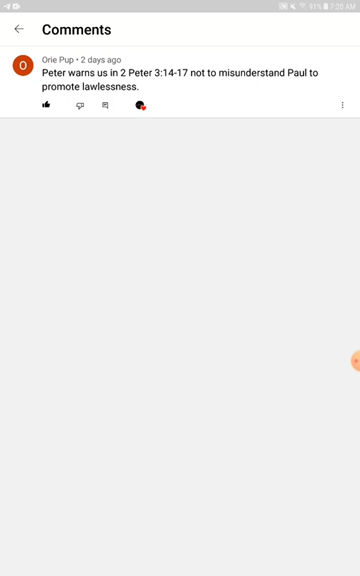 91% 7:20 AM
Comments
O
Orie Pup • 2 days ago
Peter warns us in 2 Peter 3:14-17 not to misunderstand Paul to
promote lawlessness.